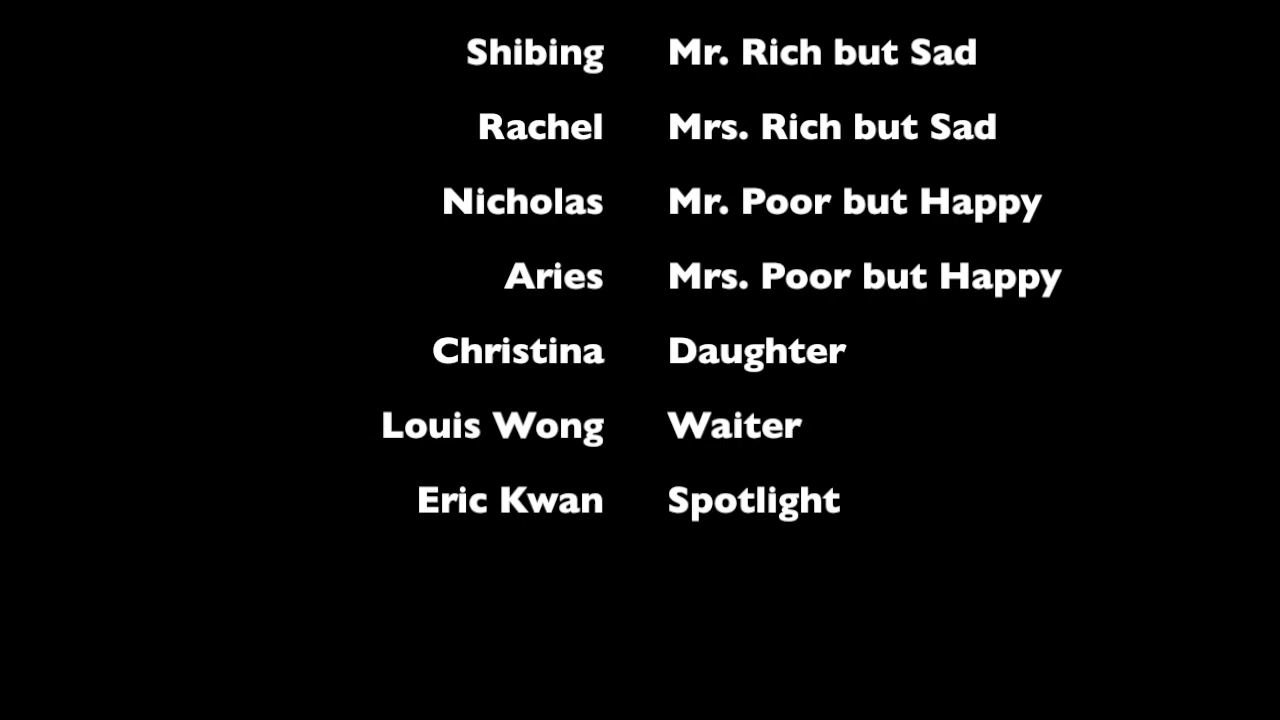 Shibing Mr. Rich but Sad
Rachel Mrs. Rich but Sad
Nicholas Mr. Poor but Happy
Aries Mrs. Poor but Happy
Christina Daughter
Louis Wong Waiter
Eric Kwan Spotlight